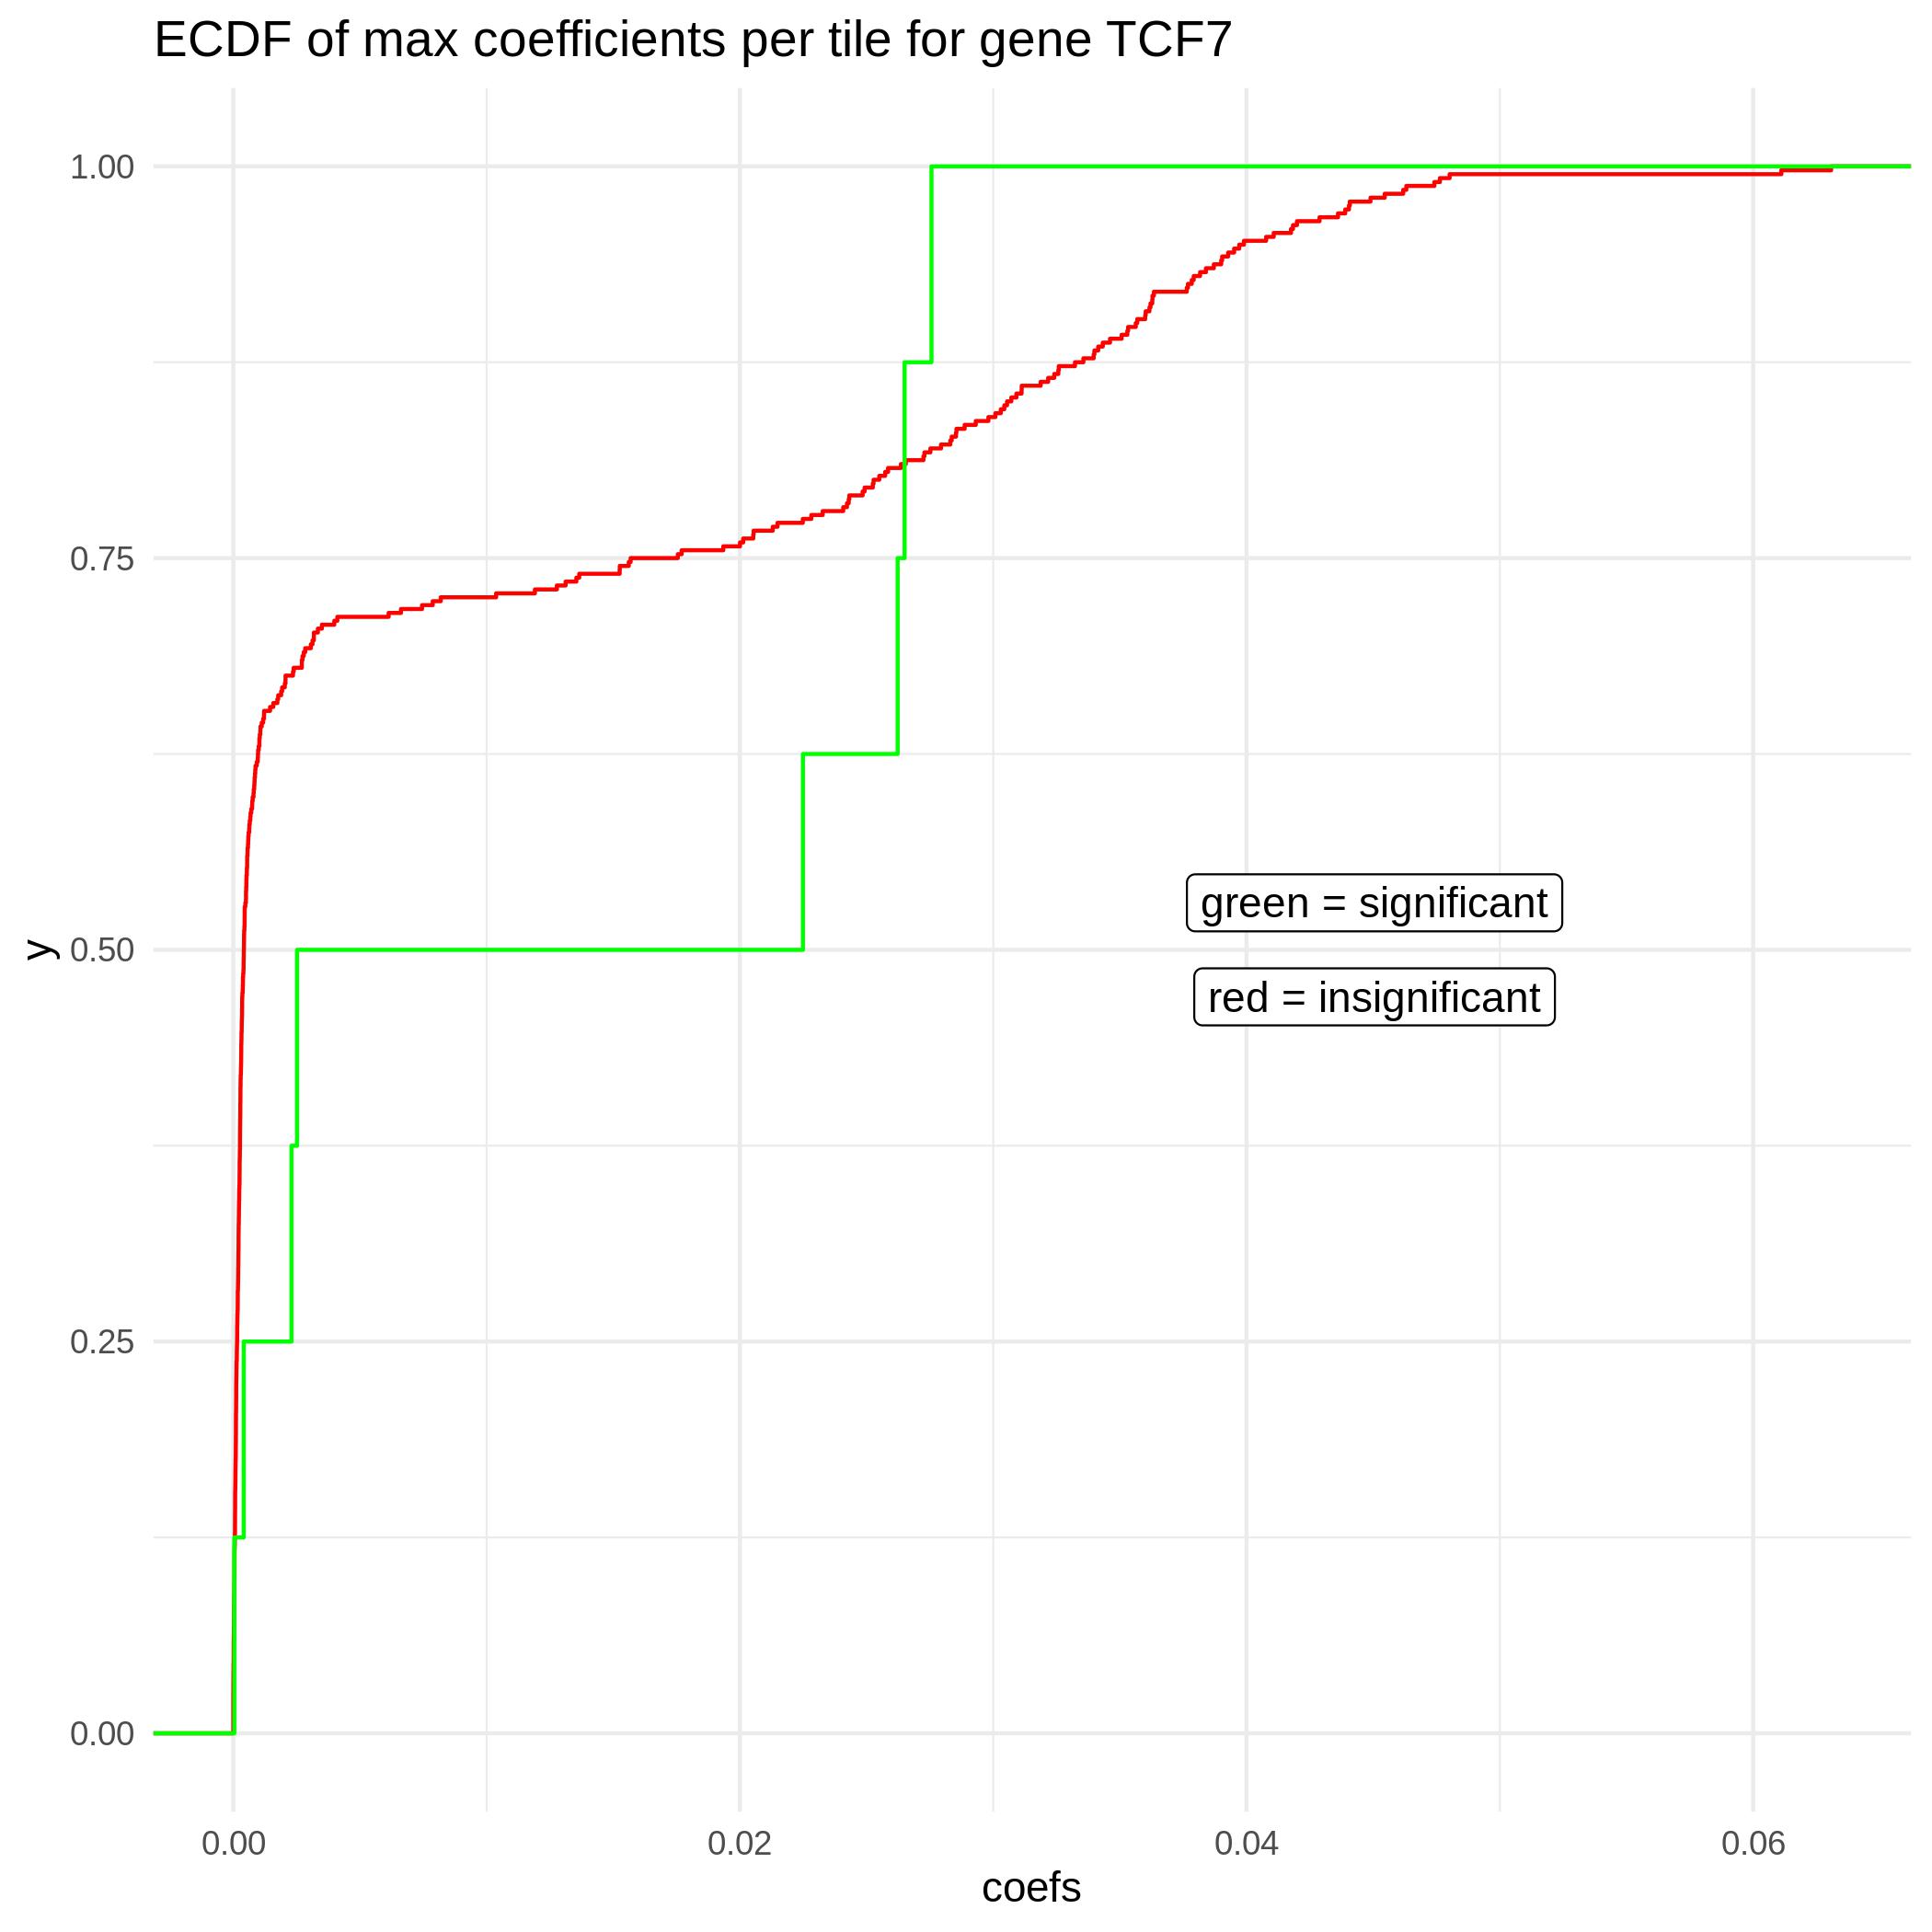 ECDF of max coefficients per tile for gene TCF7
1.00
0.75
0.50
0.25
0.00
y
green = significant
red = insignificant
0.00 0.02 0.04 0.06
coefs